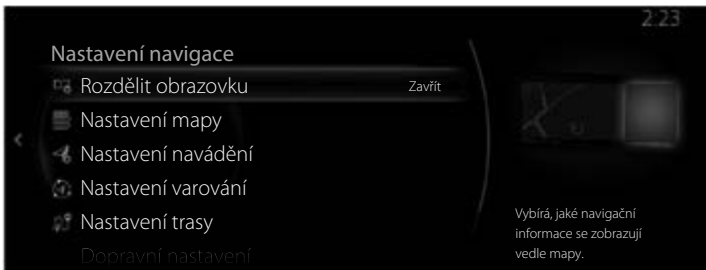 2:23
Nastavení navigace
Rozdělit obrazovku Zavřít
Nastavení mapy
Nastavení navádění
Nastavení varování
Nastavení trasy
Dopravní nastavení
Vybírá, jaké navigační
informace se zobrazují
vedle mapy.